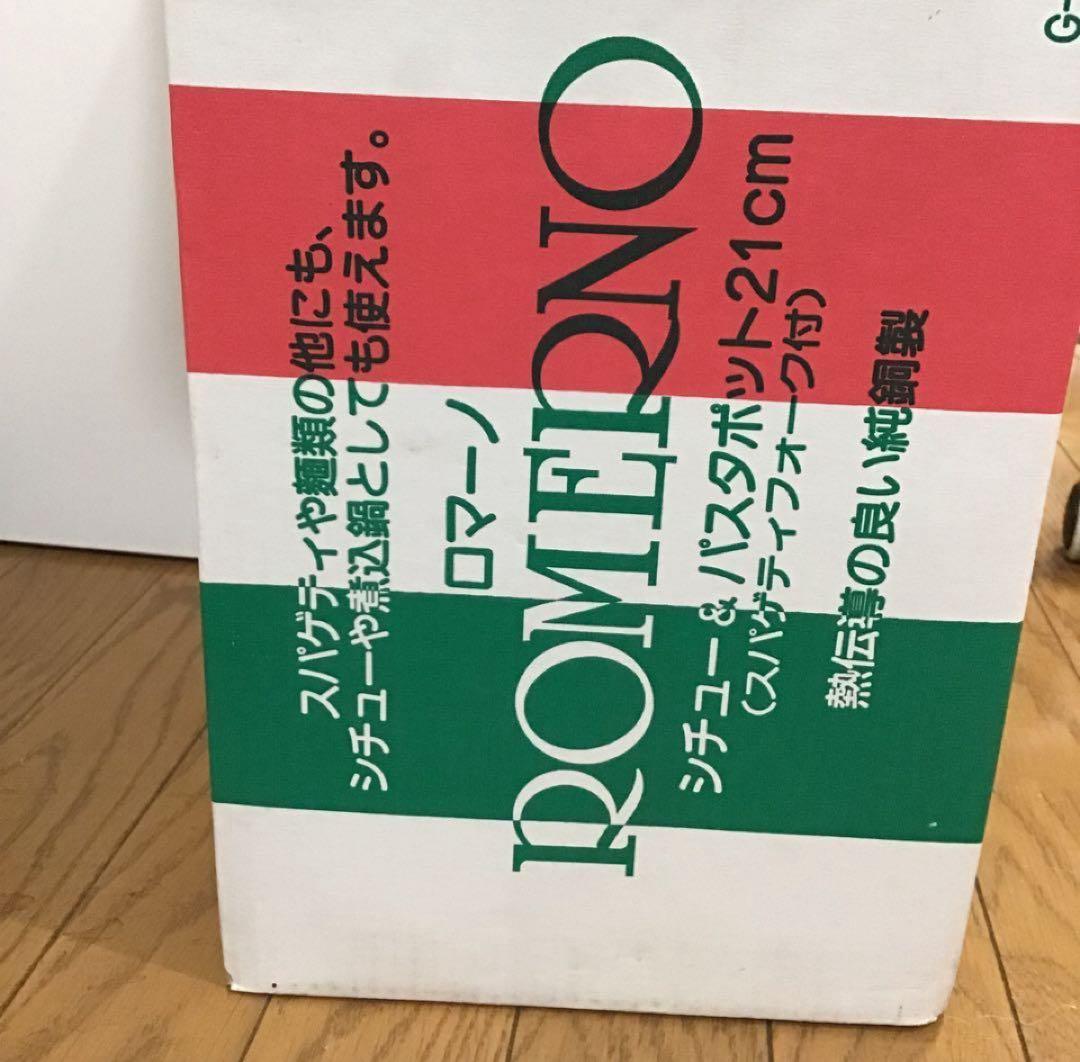 スパゲティや麺類の他にも、
シチューや煮込鍋としても使えます。
ロマーノ
ROMERNO
シチュー&パスタポット21cm
(スパゲティフォーク付)
熱伝導の良い純銅製
G-